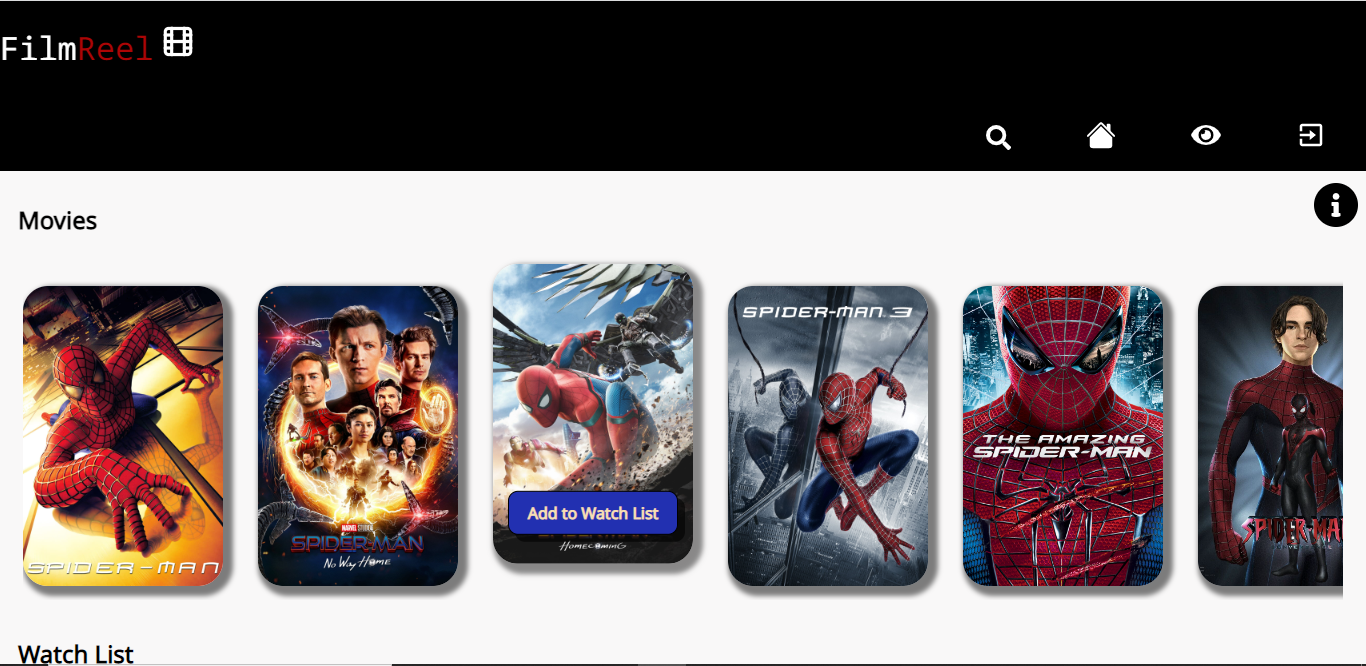 FilmReel
Movies
SPIDER-MAN
MARVEL STUDIOS
SPIDER-MAN
No Way Home
Add to Watch List
Homecoming
SPIDER-MAN 3
THE AMAZING
SPIDER-MAN
SPIDER-MA
Watch List